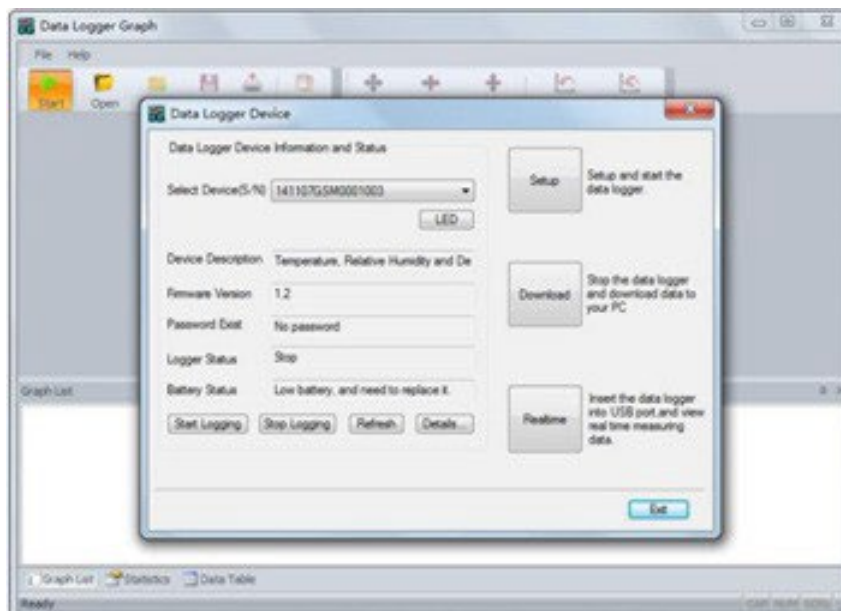 Data Logger Graph
File Help
Start Open
Data Logger Device
Data Logger Device Information and Status
Select Device(S/N) 141107GSM0001003
LED
Device Description Temperature, Relative Humidity and De
Firmware Version 1.2
Password Exist No password
Logger Status Stop
Battery Status Low battery, and need to replace it.
Start Logging Stop Logging Refresh Details...
Setup
Setup and start the
data logger.
Download
Stop the data logger
and download data to
your PC
Realtime
Insert the data logger
into USB port,and view
real time measuring
data.
Exit
Graph List
Graph List Statistics Data Table
Ready
CAP NUM SCRL